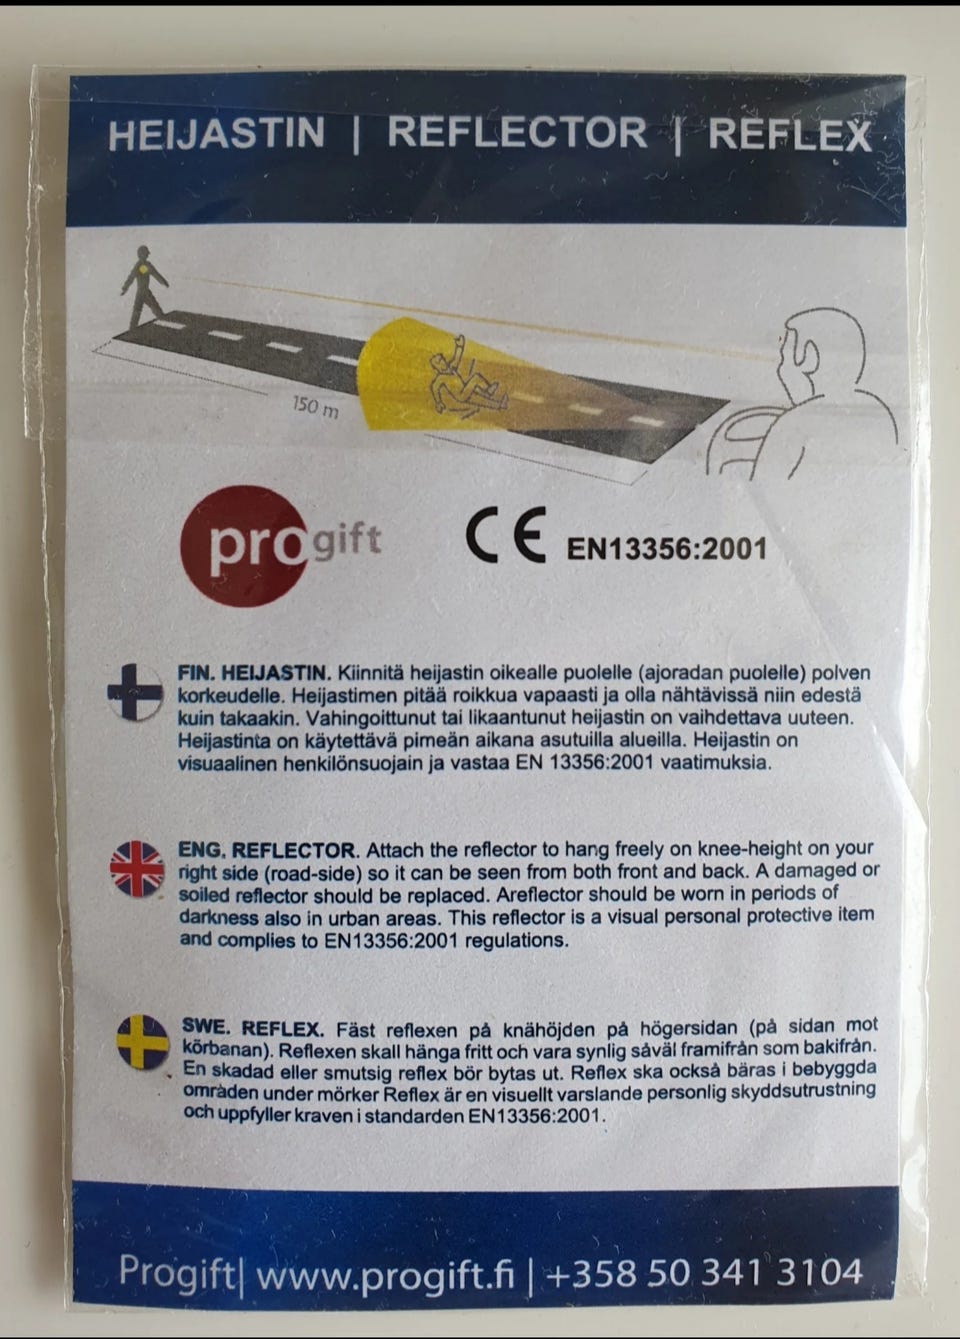 HEIJASTIN | REFLECTOR | REFLEX
150 m
progift
CE EN13356:2001
FIN. HEIJASTIN. Kiinnitä heijastin oikealle puolelle (ajoradan puolelle) polven
korkeudelle. Heijastimen pitää roikkua vapaasti ja olla nähtävissä niin edestä
kuin takaakin. Vahingoittunut tai likaantunut heijastin on vaihdettava uuteen.
Heijastinta on käytettävä pimeän aikana asutuilla alueilla. Heijastin on
visuaalinen henkilönsuojain ja vastaa EN 13356:2001 vaatimuksia.
ENG. REFLECTOR. Attach the reflector to hang freely on knee-height on your
right side (road-side) so it can be seen from both front and back. A damaged or
soiled reflector should be replaced. Areflector should be worn in periods of
darkness also in urban areas. This reflector is a visual personal protective item
and complies to EN13356:2001 regulations.
SWE. REFLEX. Fäst reflexen på knähöjden på högersidan (på sidan mot
körbanan). Reflexen skall hänga fritt och vara synlig såväl framifrån som bakifrån.
En skadad eller smutsig reflex bör bytas ut. Reflex ska också bäras i bebyggda
områden under mörker Reflex är en visuellt varslande personlig skyddsutrustning
och uppfyller kraven i standarden EN13356:2001.
Progift| www.progift.fi | +358 50 341 3104